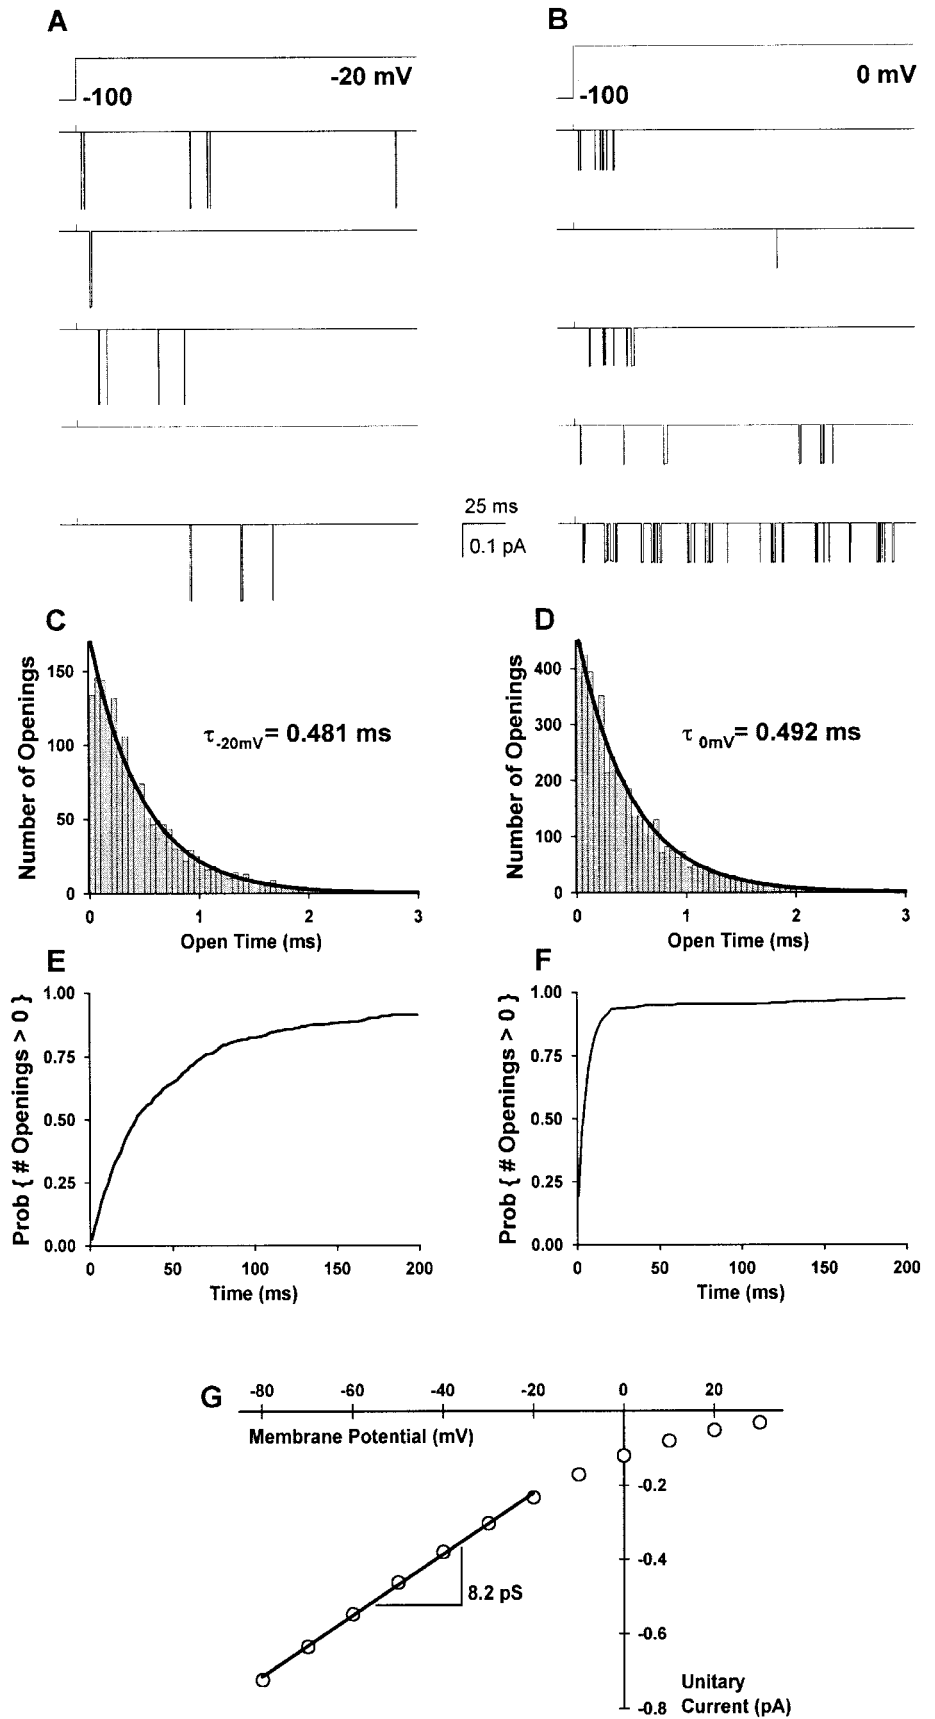 A
B
-20 mV
-100
0 mV
-100
25 ms
0.1 pA
C
D
Number of Openings
150
100
50
0
τ-20mV= 0.481 ms
0
1
2
3
Open Time (ms)
Number of Openings
400
300
200
100
0
τ 0mV= 0.492 ms
0
1
2
3
Open Time (ms)
E
F
Prob { # Openings > 0 }
1.00
0.75
0.50
0.25
0.00
0
50
100
150
200
Time (ms)
Prob { # Openings > 0 }
1.00
0.75
0.50
0.25
0.00
0
50
100
150
200
Time (ms)
G
-80
-60
-40
-20
0
20
Membrane Potential (mV)
-0.2
-0.4
-0.6
-0.8
8.2 pS
Unitary
Current (pA)